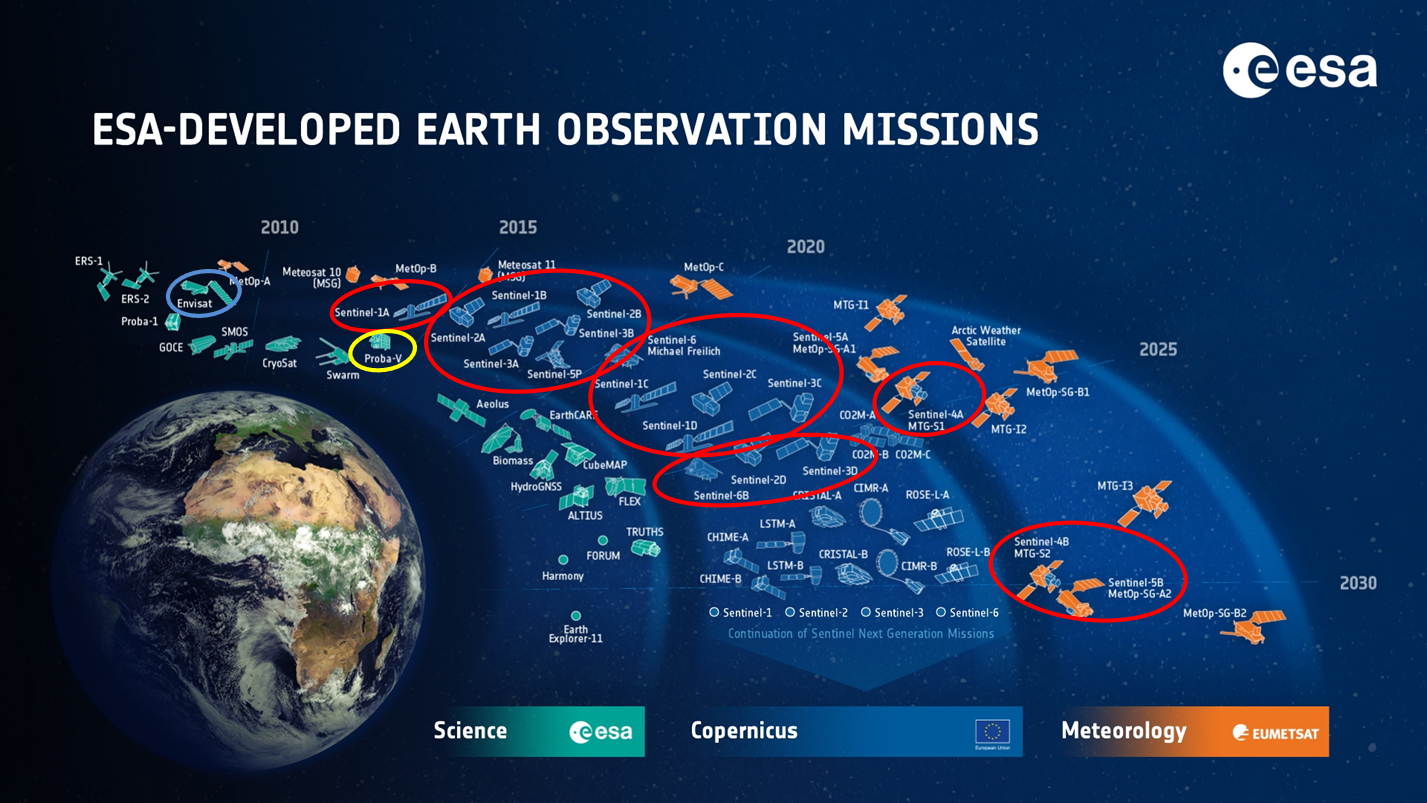 esa
ESA-DEVELOPED EARTH OBSERVATION MISSIONS
2010
2015
2020
2025
2030
ERS-1
ERS-2
Envisat
MetOp-A
Meteosat 10
(MSG)
MetOp-B
Meteosat 11
(MSG)
MetOp-C
Proba-1
GOCE
SMOS
CryoSat
Swarm
Proba-V
Sentinel-1A
Sentinel-1B
Sentinel-2A
Sentinel-2B
Sentinel-3A
Sentinel-3B
Sentinel-5P
Sentinel-6
Michael Freilich
Sentinel-1C
Sentinel-2C
Sentinel-3C
Sentinel-1D
Sentinel-2D
Sentinel-3D
Sentinel-6B
MTG-I1
Sentinel-5A
MetOp-SG-A1
Arctic Weather
Satellite
MetOp-SG-B1
Sentinel-4A
MTG-S1
MTG-I2
CO2M-A
CO2M-B
CO2M-C
Aeolus
EarthCARE
Biomass
CubeMAP
HydroGNSS
FLEX
ALTIUS
TRUTHS
FORUM
Harmony
Earth
Explorer-11
CRISTAL-A
CIMR-A
ROSE-L-A
LSTM-A
CHIME-A
CRISTAL-B
CIMR-B
ROSE-L-B
LSTM-B
CHIME-B
MTG-I3
Sentinel-4B
MTG-S2
Sentinel-5B
MetOp-SG-A2
MetOp-SG-B2
Sentinel-1
Sentinel-2
Sentinel-3
Sentinel-6
Continuation of Sentinel Next Generation Missions
Science
esa
Copernicus
European Union
Meteorology
EUMETSAT